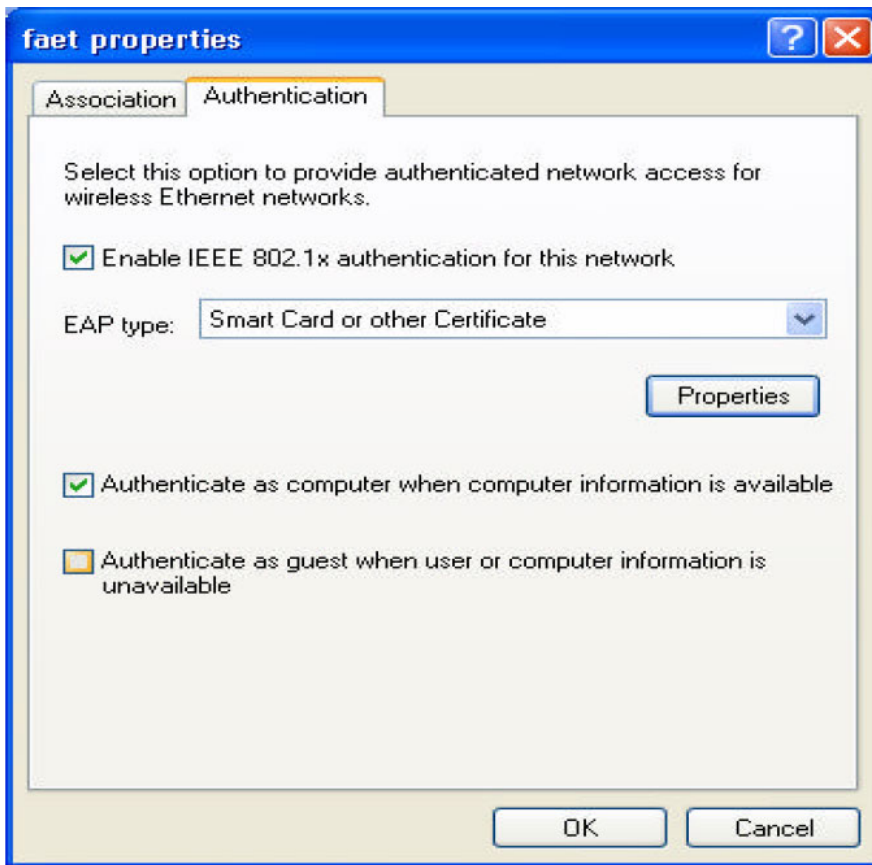 faet properties
Association
Authentication
Select this option to provide authenticated network access for
wireless Ethernet networks.
Enable IEEE 802.1x authentication for this network
EAP type:
Smart Card or other Certificate
Properties
Authenticate as computer when computer information is available
Authenticate as guest when user or computer information is
unavailable
OK
Cancel